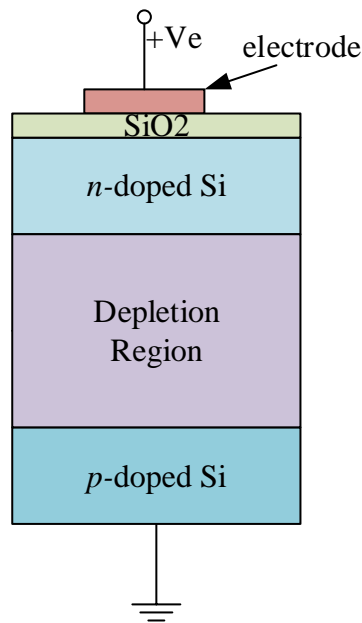 +Ve
electrode
SiO2
n-doped Si
Depletion
Region
p-doped Si